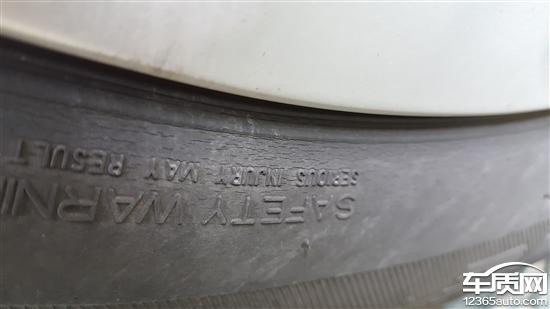 SAFETY WARNI
SERIOUS INJURY MAY RESULT
车质网
12365auto.com